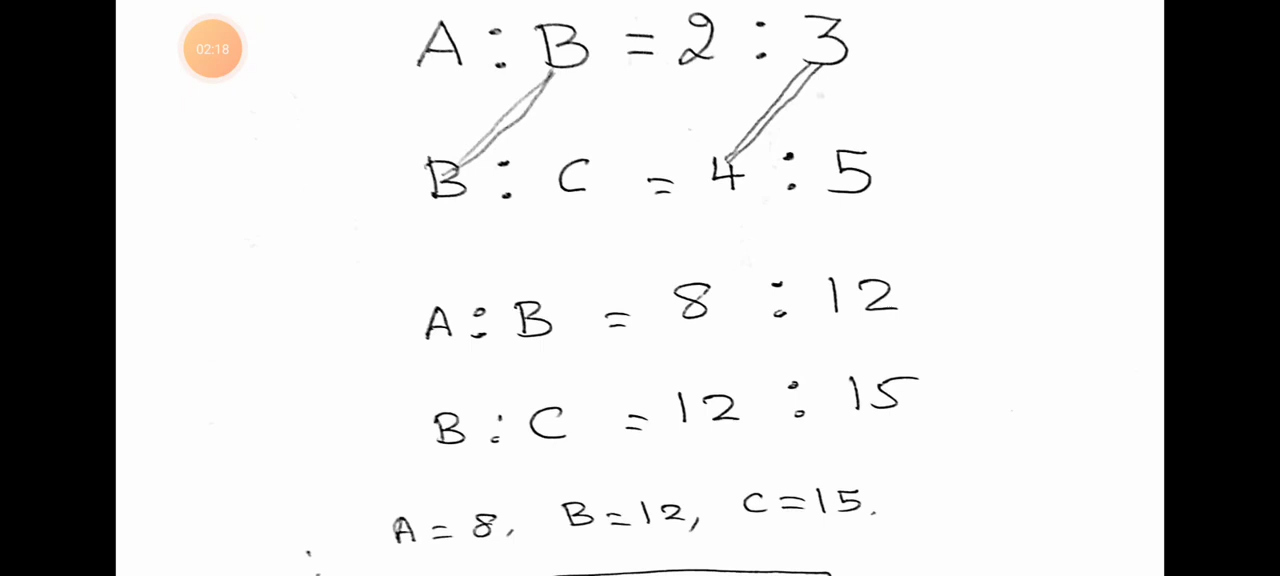 02:18
A : B = 2 : 3
B : C = 4 : 5
A : B = 8 : 12
B : C = 12 : 15
A = 8, B = 12, C = 15.